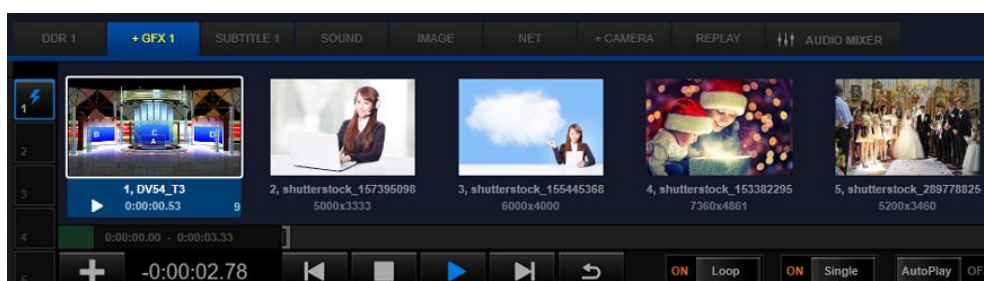 DDR 1 + GFX 1 SUBTITLE 1 SOUND IMAGE NET + CAMERA REPLAY AUDIO MIXER
1
2
3
4
5
B C A D
1, DV54_T3
0:00:00.53 9
2, shutterstock_157395098
5000x3333
3, shutterstock_155445368
6000x4000
4, shutterstock_153382295
7360x4861
5, shutterstock_289778825
5200x3460
0:00:00.00 - 0:00:03.33
-0:00:02.78
ON Loop ON Single AutoPlay OF